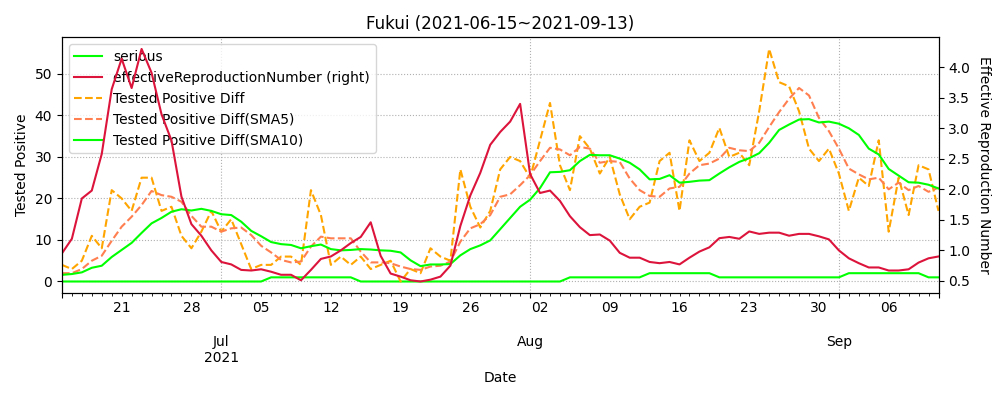 Fukui (2021-06-15~2021-09-13)
serious
effectiveReproductionNumber (right)
Tested Positive Diff
Tested Positive Diff(SMA5)
Tested Positive Diff(SMA10)
Tested Positive
50
40
30
20
10
0
4.0
3.5
3.0
2.5
2.0
1.5
1.0
0.5
Effective Reproduction Number
21 28 05 12 19 26 02 09 16 23 30 06
Jul Aug Sep
2021
Date